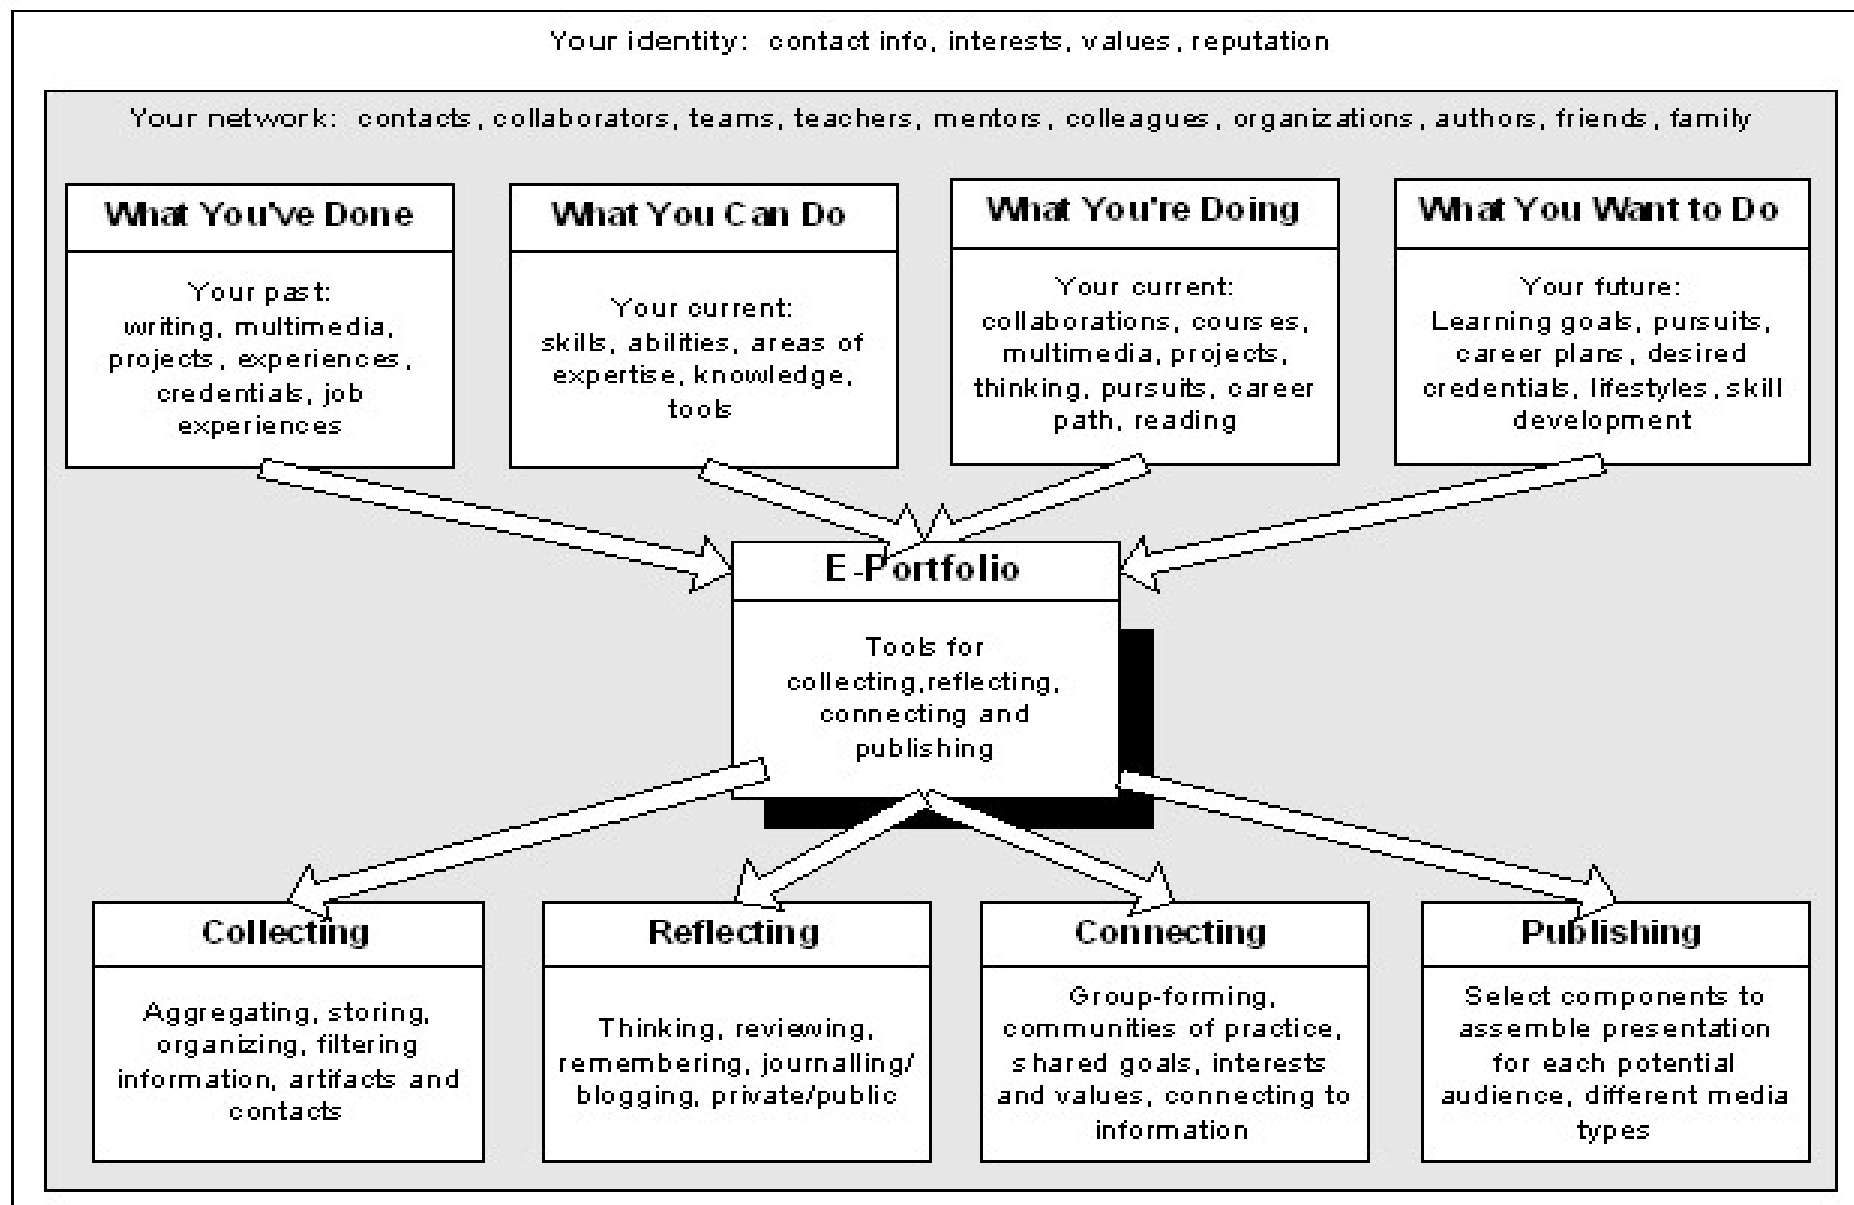 Your identity: contact info, interests, values, reputation
Your network: contacts, collaborators, teams, teachers, mentors, colleagues, organizations, authors, friends, family
What You've Done
Your past:
writing, multimedia,
projects, experiences,
credentials, job
experiences
What You Can Do
Your current:
skills, abilities, areas of
expertise, knowledge,
tools
What You're Doing
Your current:
collaborations, courses,
multimedia, projects,
thinking, pursuits, career
path, reading
What You Want to Do
Your future:
Learning goals, pursuits,
career plans, desired
credentials, lifestyles, skill
development
E-Portfolio
Tools for
collecting,reflecting,
connecting and
publishing
Collecting
Aggregating, storing,
organizing, filtering
information, artifacts and
contacts
Reflecting
Thinking, reviewing,
remembering, journalling/
blogging, private/public
Connecting
Group-forming,
communities of practice,
shared goals, interests
and values, connecting to
information
Publishing
Select components to
assemble presentation
for each potential
audience, different media
types